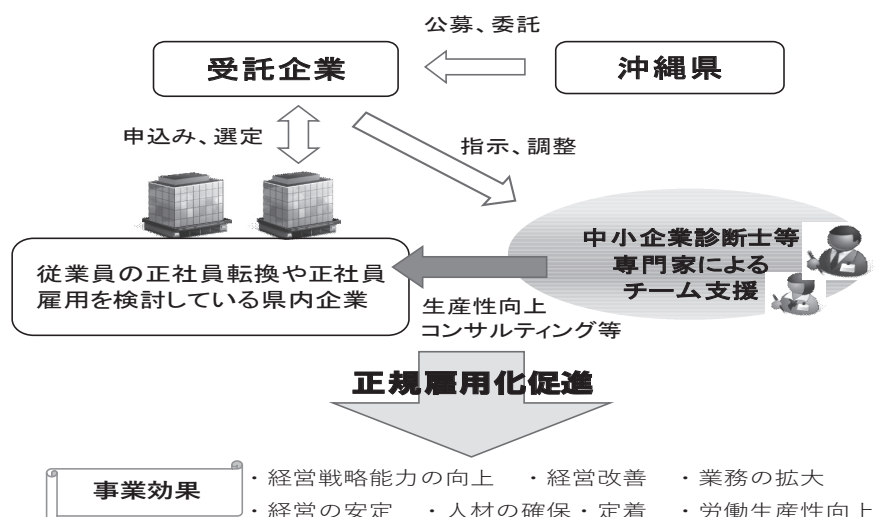 公募、委託
受託企業
沖縄県
申込み、選定
指示、調整
中小企業診断士等
専門家による
チーム支援
従業員の正社員転換や正社員
雇用を検討している県内企業
生産性向上
コンサルティング等
正規雇用化促進
事業効果
・経営戦略能力の向上 ・経営改善 ・業務の拡大
・経営の安定 ・人材の確保・定着 ・労働生産性向上